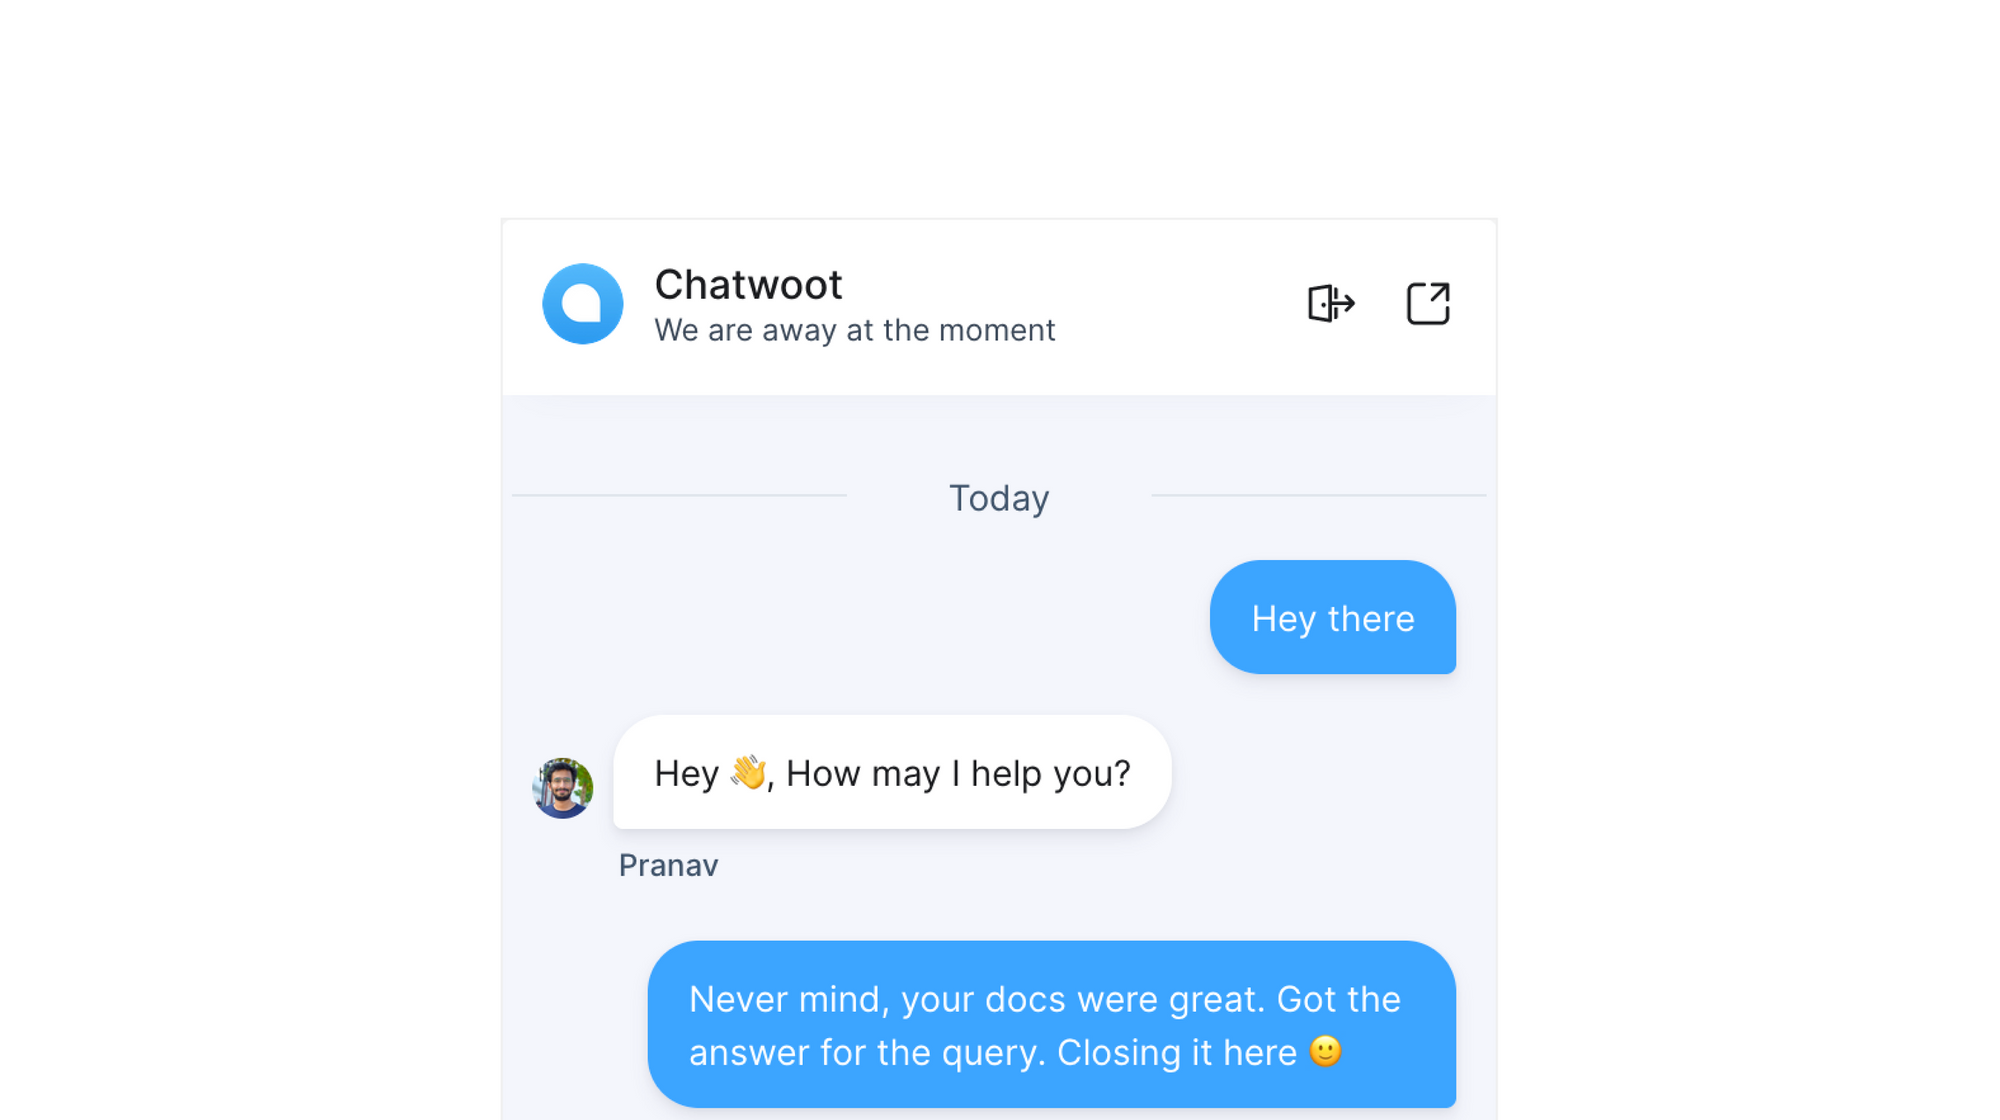 Chatwoot
We are away at the moment
Today
Hey there
Hey 👋, How may I help you?
Pranav
Never mind, your docs were great. Got the
answer for the query. Closing it here 🙂